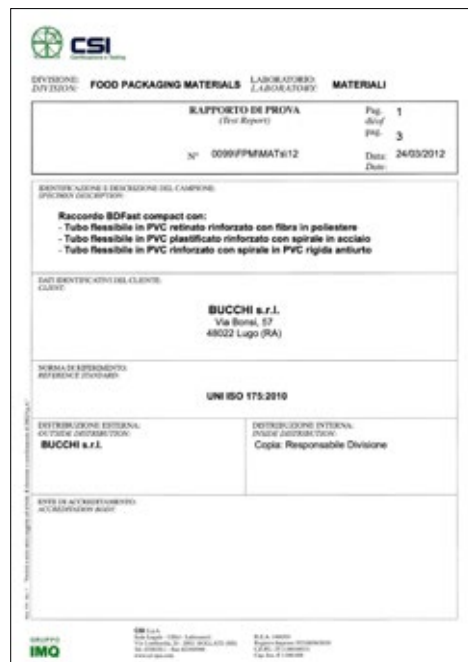 CSI
DIVISIONE: FOOD PACKAGING MATERIALS LABORATORIO: MATERIALI
DIVISION: LABORATORY:
RAPPORTO DI PROVA
(Test Report)
Pag. 1
di/of
pag. 3
N° 0099\FPM\MATs\12
Data: 24/03/2012
Date:
IDENTIFICAZIONE E DESCRIZIONE DEL CAMPIONE:
SPECIMEN DESCRIPTION:
Raccordo BDFast compact con:
- Tubo flessibile in PVC retinato rinforzato con fibra in poliestere
- Tubo flessibile in PVC plastificato rinforzato con spirale in acciaio
- Tubo flessibile in PVC rinforzato con spirale in PVC rigida antiurto
DATI IDENTIFICATIVI DEL CLIENTE:
CLIENT:
BUCCHI s.r.l.
Via Bonsi, 57
48022 Lugo (RA)
NORMA DI RIFERIMENTO:
REFERENCE STANDARD:
UNI ISO 175:2010
DISTRIBUZIONE ESTERNA:
OUTSIDE DISTRIBUTION:
BUCCHI s.r.l.
DISTRIBUZIONE INTERNA:
INSIDE DISTRIBUTION:
Copia: Responsabile Divisione
ENTE DI ACCREDITAMENTO:
ACCREDITATION BODY:
GRUPPO
IMQ
CSI S.p.A.